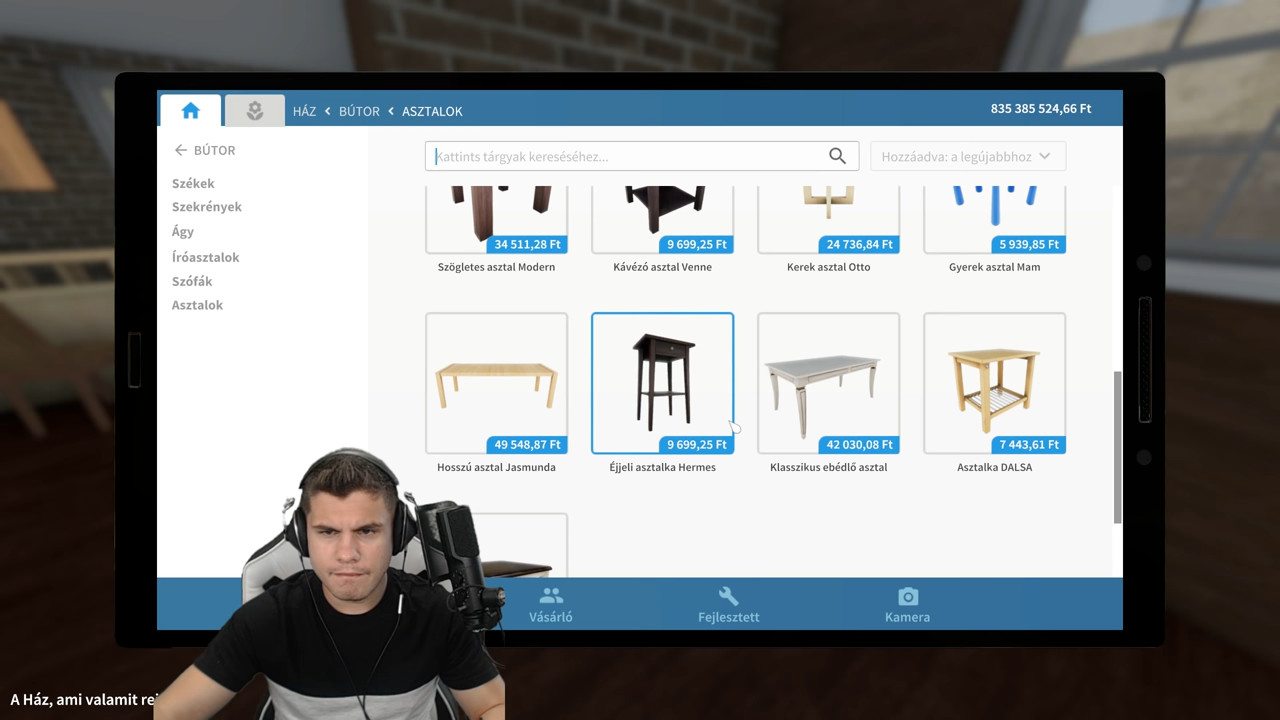 HÁZ < BÚTOR < ASZTALOK
835 385 524,66 Ft
BÚTOR
Kattints tárgyak kereséséhez...
Hozzáadva: a legújabbhoz
Székek
Szekrények
Ágy
Íróasztalok
Szófák
Asztalok
34 511,28 Ft
9 699,25 Ft
24 736,84 Ft
5 939,85 Ft
Szögletes asztal Modern
Kávézó asztal Venne
Kerek asztal Otto
Gyerek asztal Mam
49 548,87 Ft
9 699,25 Ft
42 030,08 Ft
7 443,61 Ft
Hosszú asztal Jasmunda
Éjjeli asztalka Hermes
Klasszikus ebédlő asztal
Asztalka DALSA
Vásárló
Fejlesztett
Kamera
A Ház, ami valamit